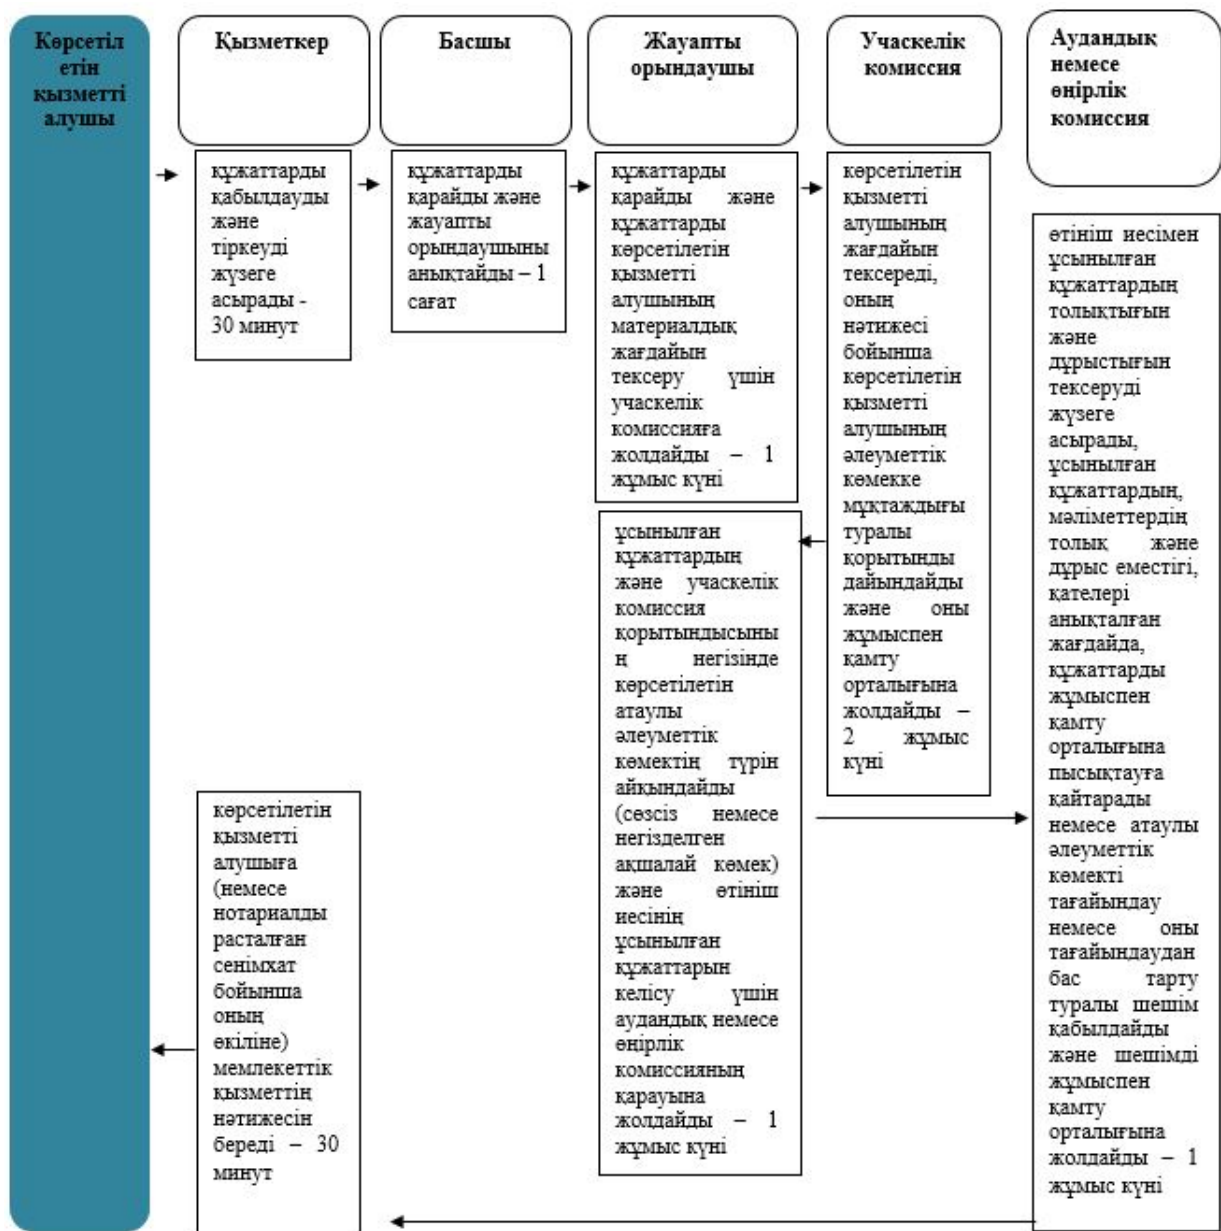 Көрсетіл
етін
қызметті
алушы
Қызметкер
Басшы
Жауапты
орындаушы
Учаскелік
комиссия
Аудандық
немесе
өңірлік
комиссия
құжаттарды
қабылдауды
және
тіркеуді
жүзеге
асырады -
30 минут
құжаттарды
қарайды және
жауапты
орындаушыны
анықтайды – 1
сағат
құжаттарды
қарайды және
құжаттарды
көрсетілетін
қызметті
алушының
материалдық
жағдайын
тексеру үшін
учаскелік
комиссияға
жолдайды – 1
жұмыс күні
көрсетілетін
қызметті
алушының
жағдайын
тексереді,
оның
нәтижесі
бойынша
көрсетілетін
қызметті
алушының
әлеуметтік
көмекке
мұқтаждығы
туралы
қорытынды
дайындайды
және оны
жұмыспен
қамту
орталығына
жолдайды –
2 жұмыс
күні
ұсынылған
құжаттардың
және учаскелік
комиссия
қорытындысыны
ң негізінде
көрсетілетін
атаулы
әлеуметтік
көмектің түрін
айқындайды
(сөзсіз немесе
негізделген
ақшалай көмек)
және өтініш
иесінің
ұсынылған
құжаттарын
келісу үшін
аудандық немесе
өңірлік
комиссияның
қарауына
жолдайды – 1
жұмыс күні
өтініш иесімен
ұсынылған
құжаттардың
толықтығын
және
дұрыстығын
тексеруді
жүзеге
асырады,
ұсынылған
құжаттардың,
мәліметтердің
толық және
дұрыс еместігі,
қателері
анықталған
жағдайда,
құжаттарды
жұмыспен
қамту
орталығына
пысықтауға
қайтарады
немесе атаулы
әлеуметтік
көмекті
тағайындау
немесе оны
тағайындаудан
бас тарту
туралы шешім
қабылдайды
және шешімді
жұмыспен
қамту
орталығына
жолдайды – 1
жұмыс күні
көрсетілетін
қызметті
алушыға
(немесе
нотариалды
расталған
сенімхат
бойынша
оның
өкіліне)
мемлекеттік
қызметтің
нәтижесін
береді – 30
минут